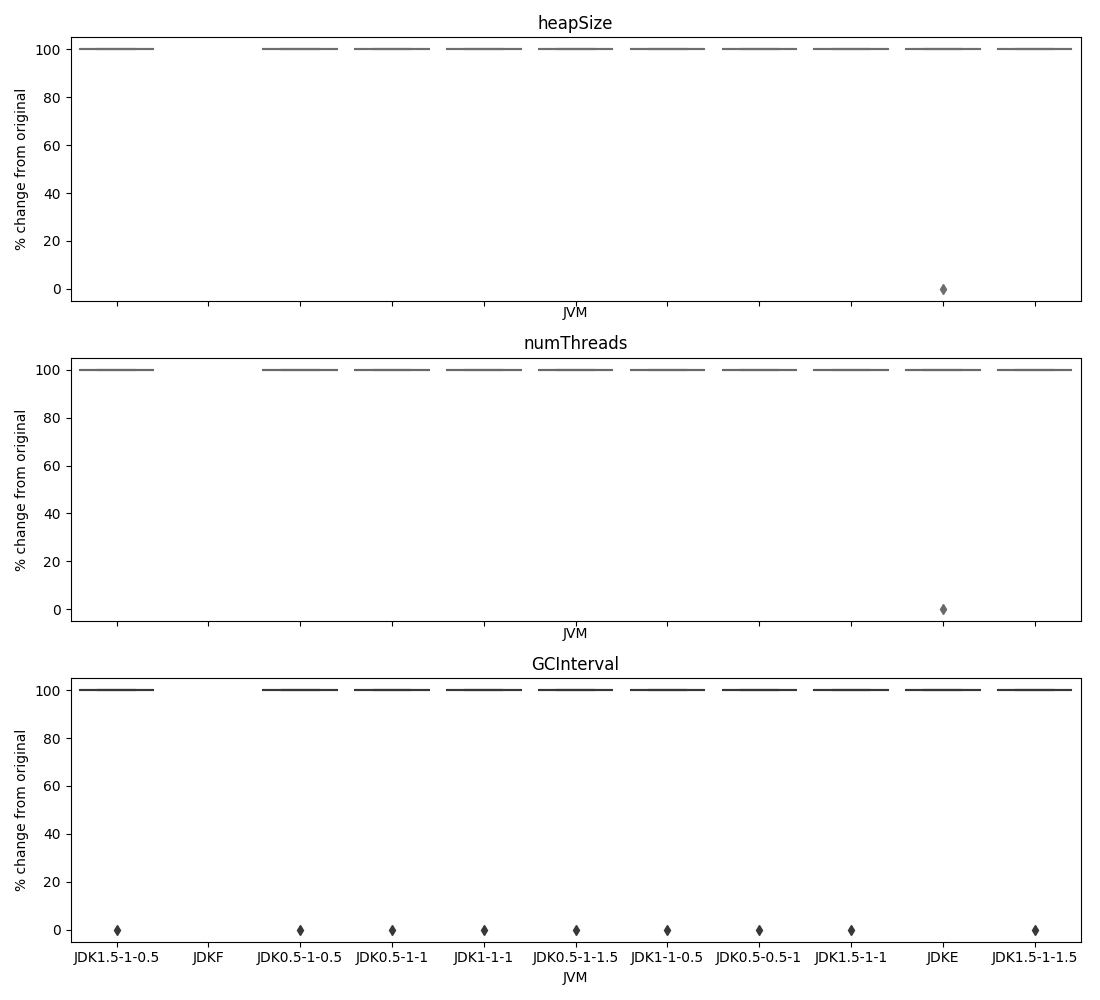 heapSize
100
80
60
40
20
0
% change from original
JVM
numThreads
100
80
60
40
20
0
% change from original
JVM
GCInterval
100
80
60
40
20
0
% change from original
JDK1.5-1-0.5 JDKF JDK0.5-1-0.5 JDK0.5-1-1 JDK1-1-1 JDK0.5-1-1.5 JDK1-1-0.5 JDK0.5-0.5-1 JDK1.5-1-1 JDKE JDK1.5-1-1.5
JVM